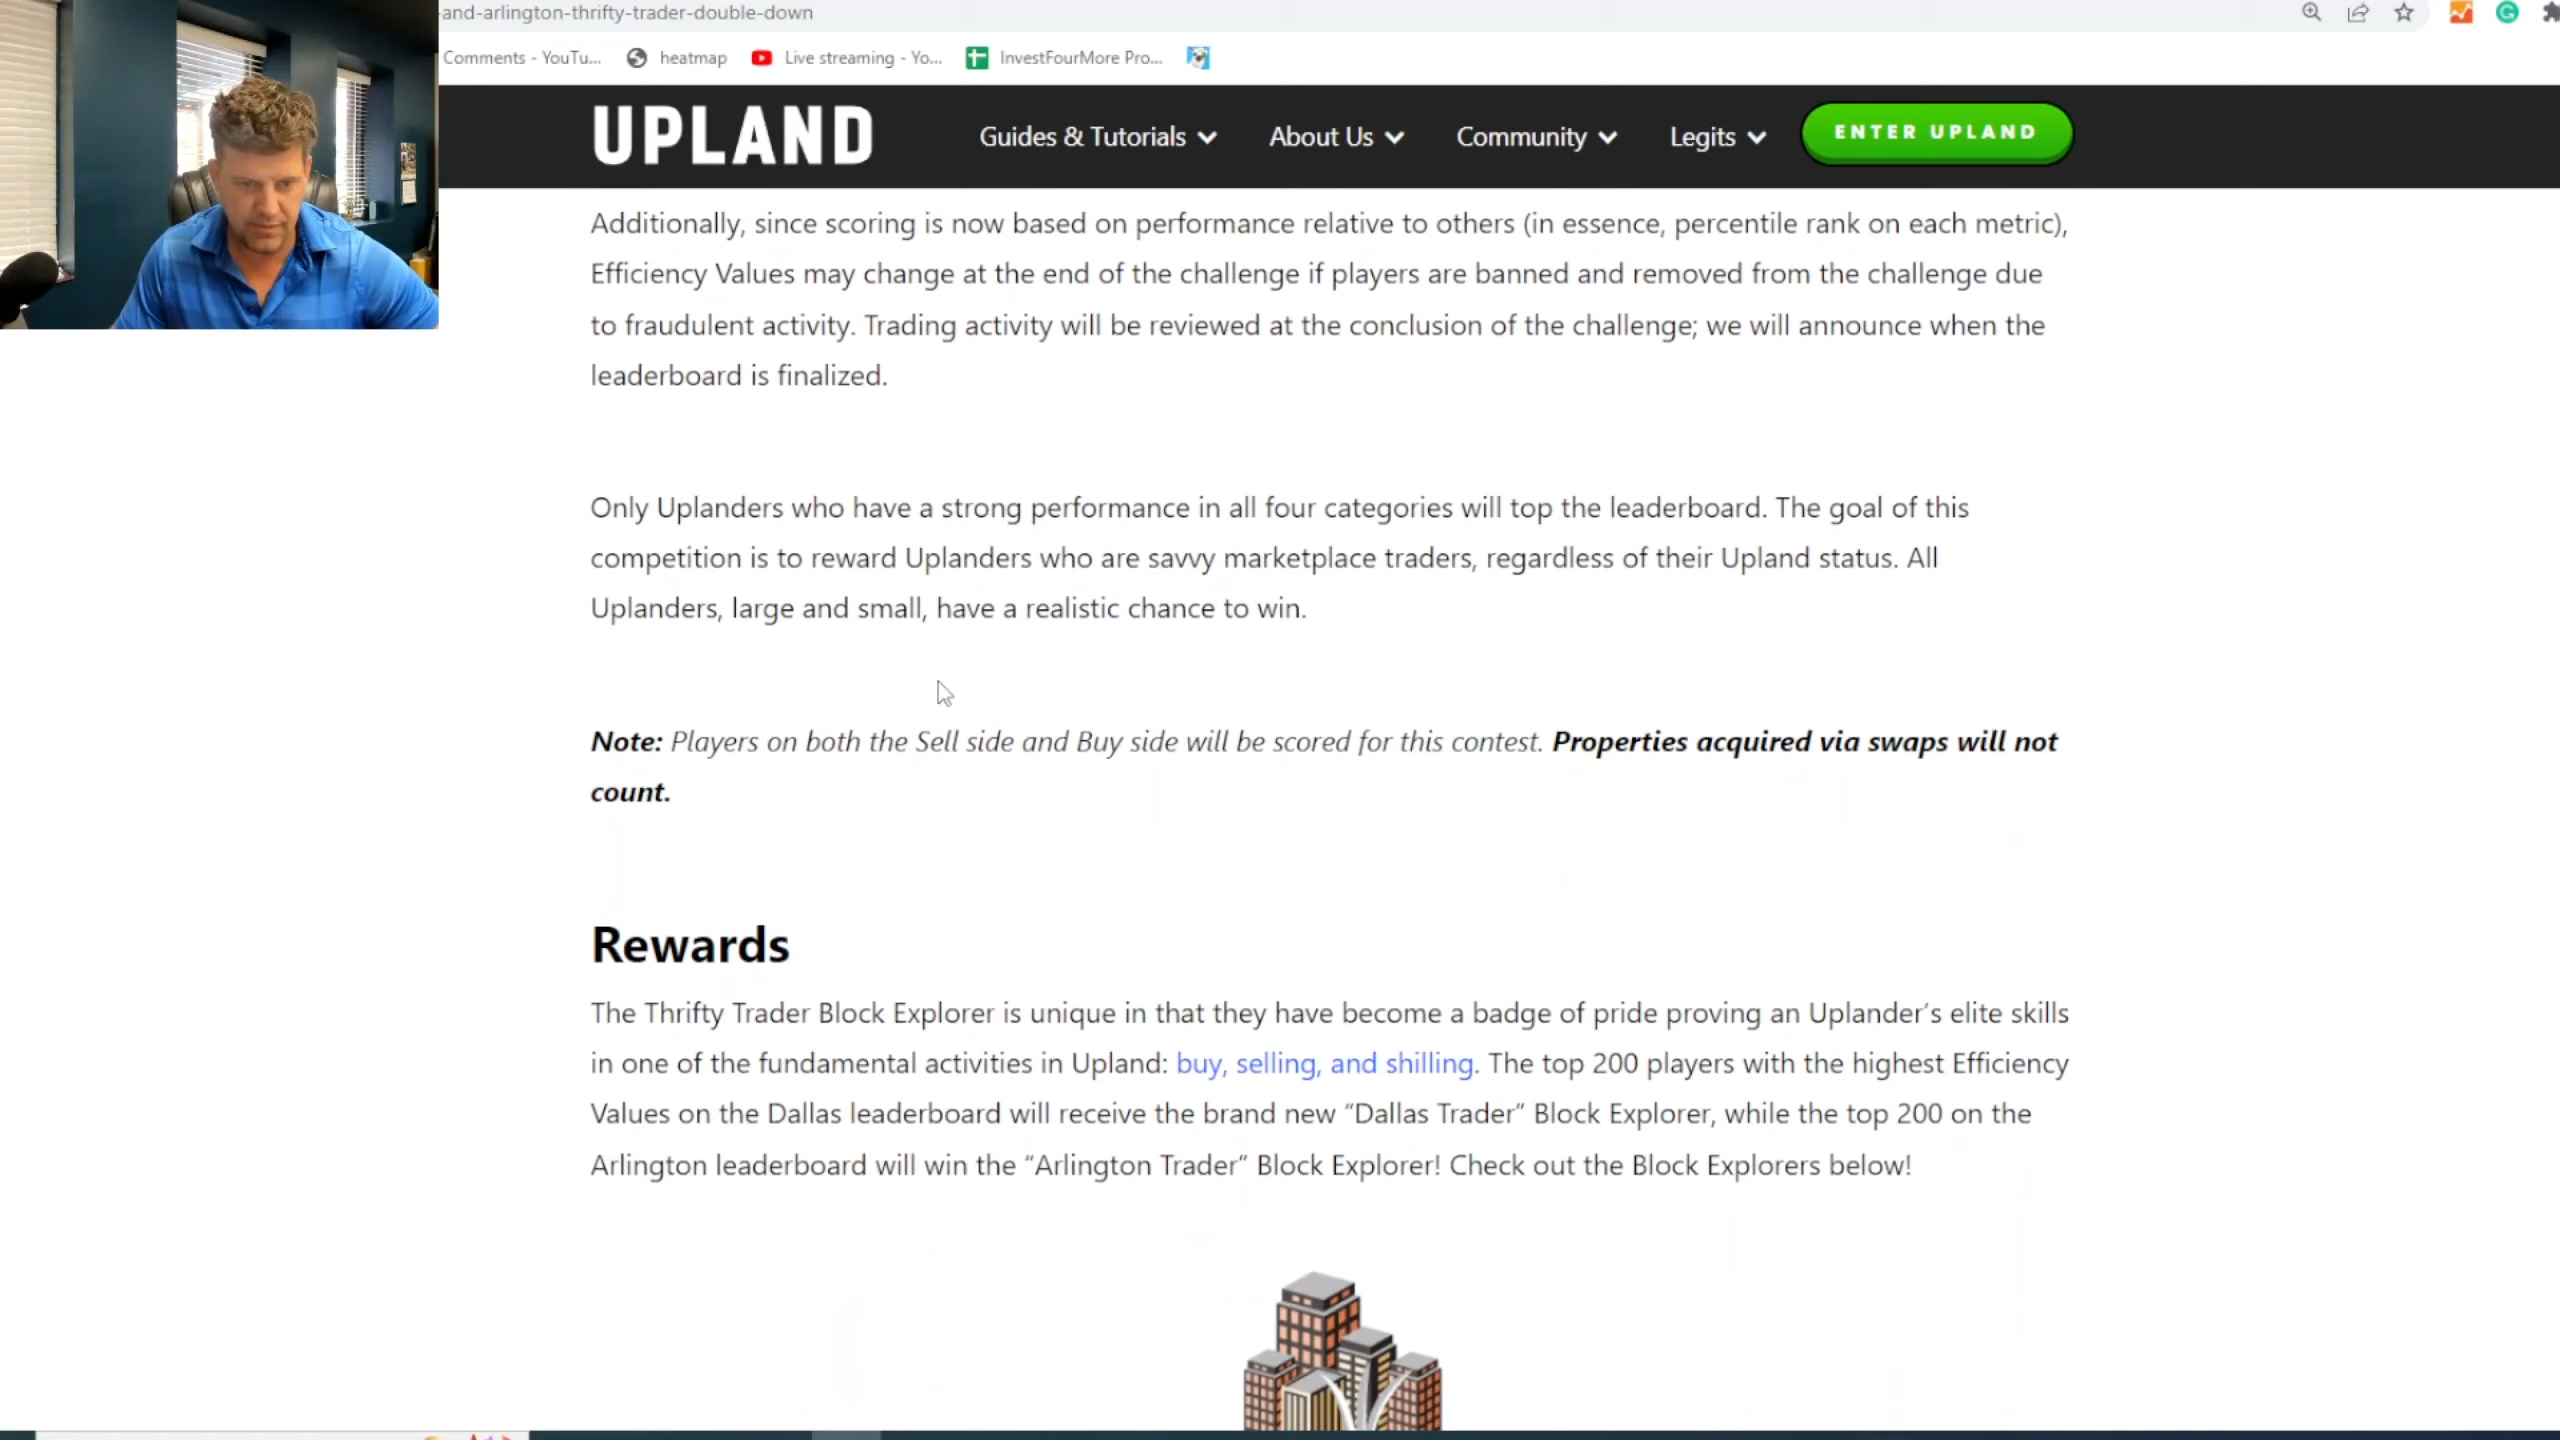 -and-arlington-thrifty-trader-double-down
Comments - YouTu... heatmap Live streaming - Yo... InvestFourMore Pro...
UPLAND Guides & Tutorials About Us Community Legits ENTER UPLAND
Additionally, since scoring is now based on performance relative to others (in essence, percentile rank on each metric),
Efficiency Values may change at the end of the challenge if players are banned and removed from the challenge due
to fraudulent activity. Trading activity will be reviewed at the conclusion of the challenge; we will announce when the
leaderboard is finalized.
Only Uplanders who have a strong performance in all four categories will top the leaderboard. The goal of this
competition is to reward Uplanders who are savvy marketplace traders, regardless of their Upland status. All
Uplanders, large and small, have a realistic chance to win.
Note: Players on both the Sell side and Buy side will be scored for this contest. Properties acquired via swaps will not
count.
Rewards
The Thrifty Trader Block Explorer is unique in that they have become a badge of pride proving an Uplander’s elite skills
in one of the fundamental activities in Upland: buy, selling, and shilling. The top 200 players with the highest Efficiency
Values on the Dallas leaderboard will receive the brand new “Dallas Trader” Block Explorer, while the top 200 on the
Arlington leaderboard will win the “Arlington Trader” Block Explorer! Check out the Block Explorers below!